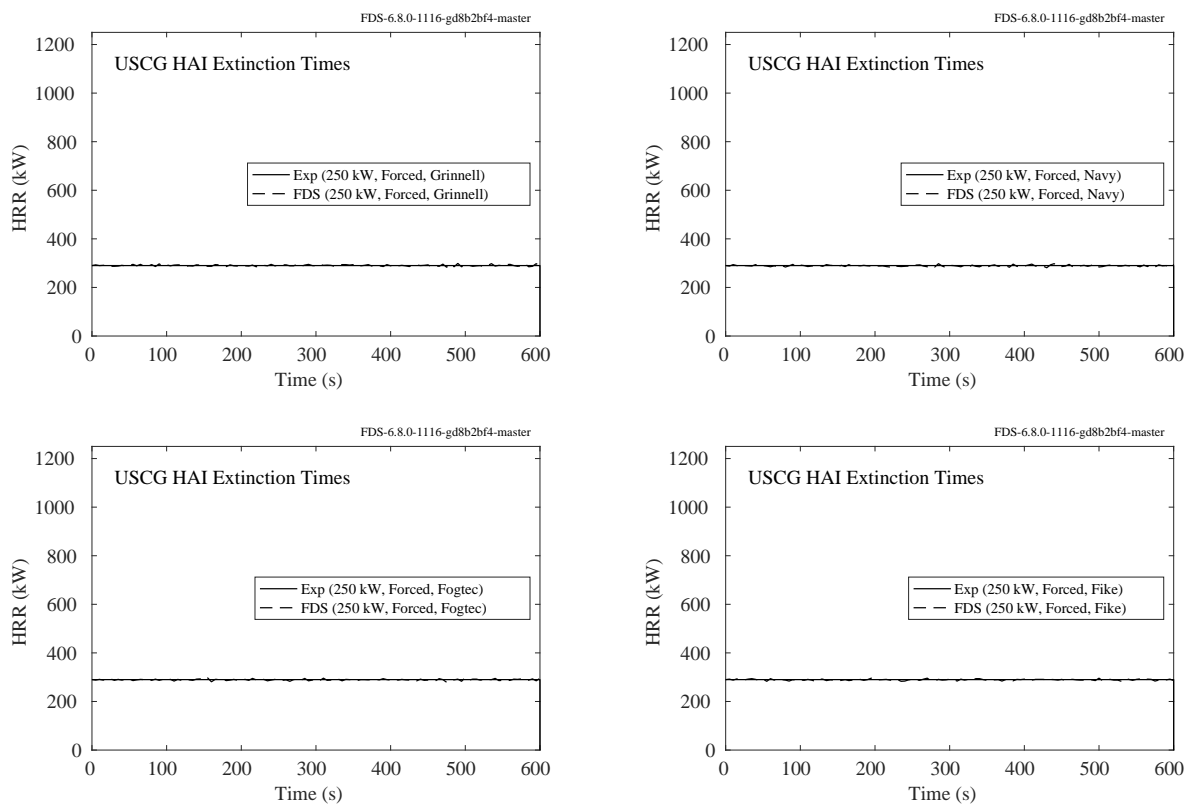 FDS-6.8.0-1116-gd8b2bf4-master
USCG HAI Extinction Times
1200
1000
800
600
400
200
0
HRR (kW)
Exp (250 kW, Forced, Grinnell)
FDS (250 kW, Forced, Grinnell)
0 100 200 300 400 500 600
Time (s)
FDS-6.8.0-1116-gd8b2bf4-master
USCG HAI Extinction Times
1200
1000
800
600
400
200
0
HRR (kW)
Exp (250 kW, Forced, Navy)
FDS (250 kW, Forced, Navy)
0 100 200 300 400 500 600
Time (s)
FDS-6.8.0-1116-gd8b2bf4-master
USCG HAI Extinction Times
1200
1000
800
600
400
200
0
HRR (kW)
Exp (250 kW, Forced, Fogtec)
FDS (250 kW, Forced, Fogtec)
0 100 200 300 400 500 600
Time (s)
FDS-6.8.0-1116-gd8b2bf4-master
USCG HAI Extinction Times
1200
1000
800
600
400
200
0
HRR (kW)
Exp (250 kW, Forced, Fike)
FDS (250 kW, Forced, Fike)
0 100 200 300 400 500 600
Time (s)